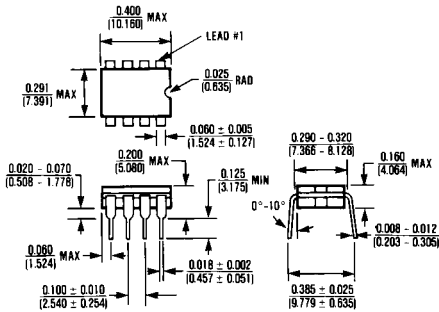 0.400
(10.160) MAX
LEAD #1
0.291
(7.391) MAX
0.025
(0.635) RAD
0.060 ± 0.005
(1.524 ± 0.127)
0.020 – 0.070
(0.508 – 1.778)
0.200
(5.080) MAX
0.125
(3.175) MIN
0.290 – 0.320
(7.366 – 8.128)
0.160
(4.064) MAX
0°–10°
0.008 – 0.012
(0.203 – 0.305)
0.060
(1.524) MAX
0.018 ± 0.002
(0.457 ± 0.051)
0.100 ± 0.010
(2.540 ± 0.254)
0.385 ± 0.025
(9.779 ± 0.635)